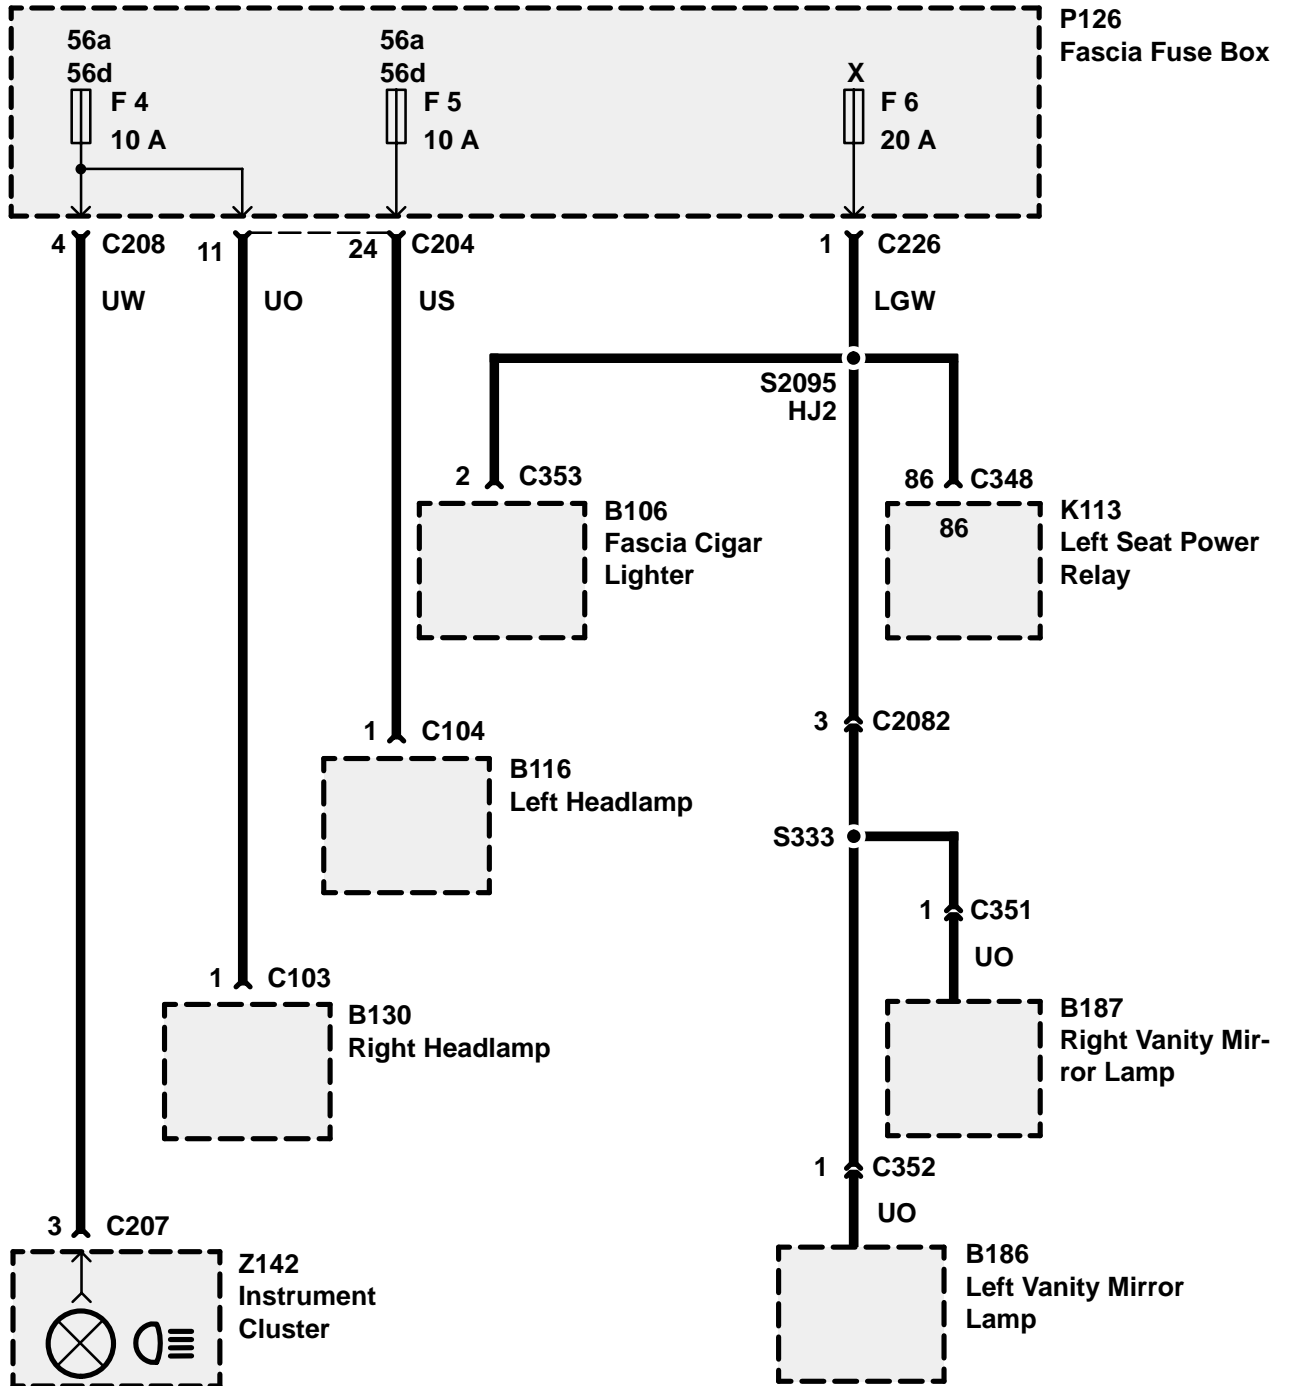 P126
Fascia Fuse Box
56a
56d
F 4
10 A
56a
56d
F 5
10 A
X
F 6
20 A
4
C208
11
24
C204
1
C226
UW
UO
US
LGW
S2095
HJ2
2
C353
86
C348
B106
Fascia Cigar
Lighter
86
K113
Left Seat Power
Relay
1
C104
3
C2082
B116
Left Headlamp
S333
1
C351
UO
1
C103
B130
Right Headlamp
B187
Right Vanity Mir-
ror Lamp
1
C352
UO
3
C207
Z142
Instrument
Cluster
B186
Left Vanity Mirror
Lamp